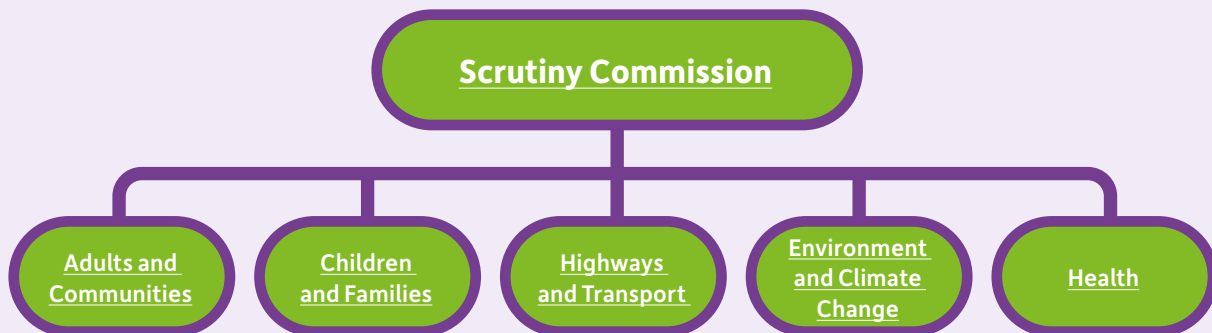 Scrutiny Commission
Adults and
Communities
Children
and Families
Highways
and Transport
Environment
and Climate
Change
Health